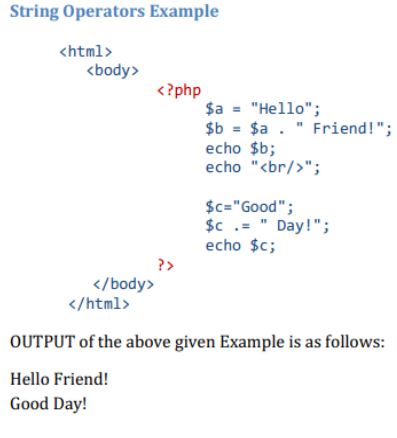 String Operators Example
<html>
<body>
<?php
$a = "Hello";
$b = $a . " Friend!";
echo $b;
echo "<br/>";
$c="Good";
$c .= " Day!";
echo $c;
?>
</body>
</html>
OUTPUT of the above given Example is as follows:
Hello Friend!
Good Day!